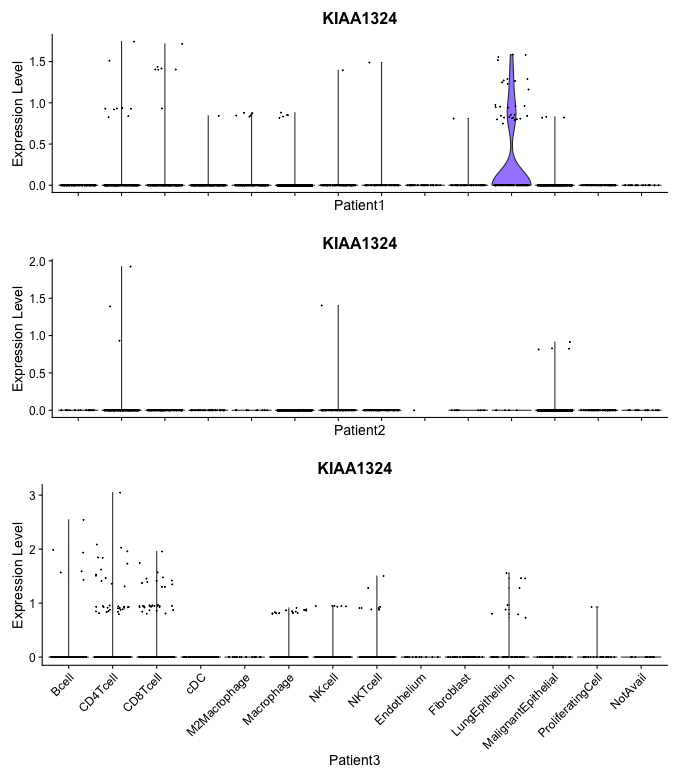 KIAA1324
Expression Level
1.5
1.0
0.5
0.0
Patient1
KIAA1324
Expression Level
2.0
1.5
1.0
0.5
0.0
Patient2
KIAA1324
Expression Level
3
2
1
0
Bcell
CD4Tcell
CD8Tcell
cDC
M2Macrophage
Macrophage
NKcell
NKTcell
Endothelium
Fibroblast
LungEpithelium
MalignantEpithelial
ProliferatingCell
NotAvail
Patient3